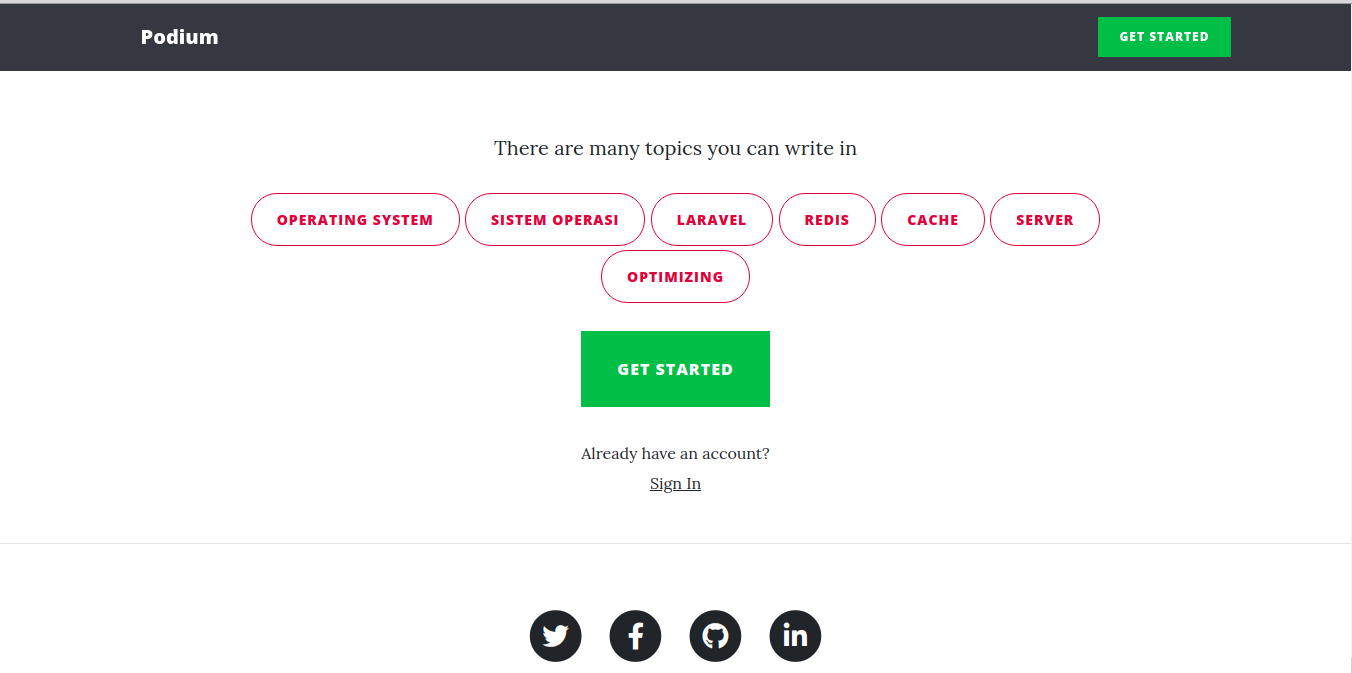 Podium
GET STARTED
There are many topics you can write in
OPERATING SYSTEM
SISTEM OPERASI
LARAVEL
REDIS
CACHE
SERVER
OPTIMIZING
GET STARTED
Already have an account?
Sign In